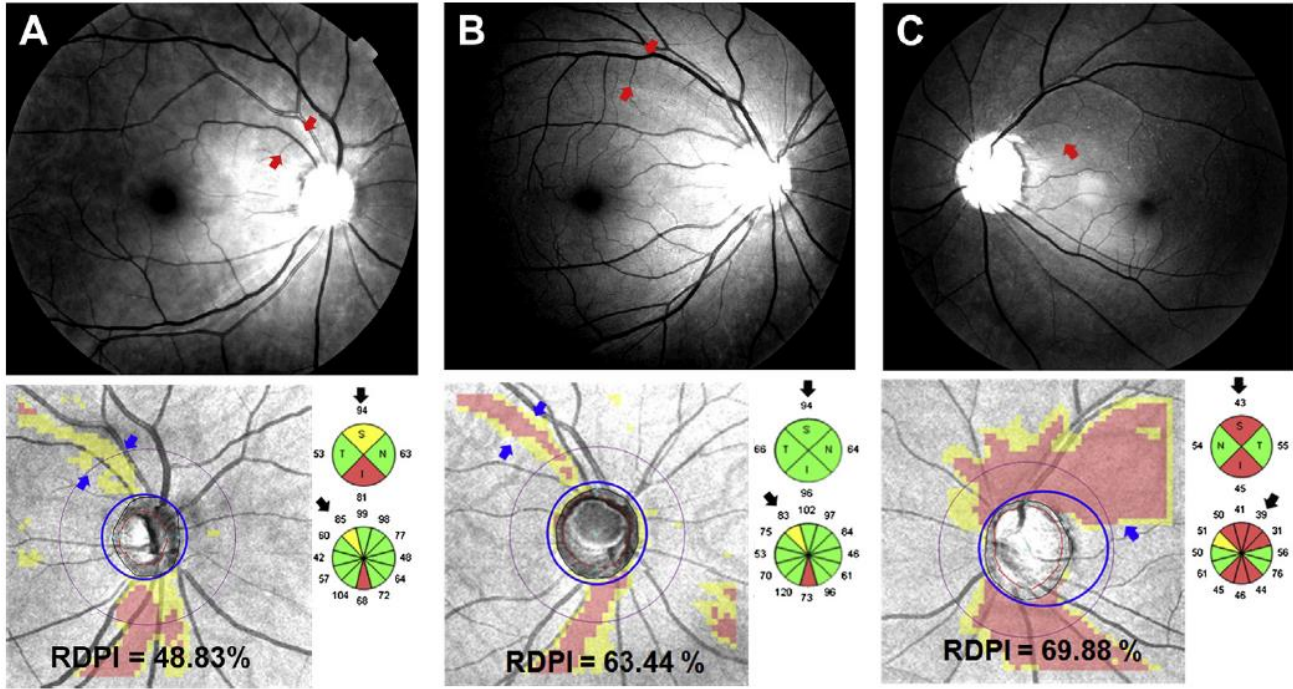 A
B
C
94
S
53 T N 63
I
81
99
85 98
60 77
42 48
57 64
104 72
68
RDPI = 48.83%
94
S
66 T N 64
I
96
102
83 97
75 84
53 46
70 61
120 96
73
RDPI = 63.44 %
43
S
54 N T 55
I
45
41
50 39
51 31
50 56
61 76
45 44
46
RDPI = 69.88 %